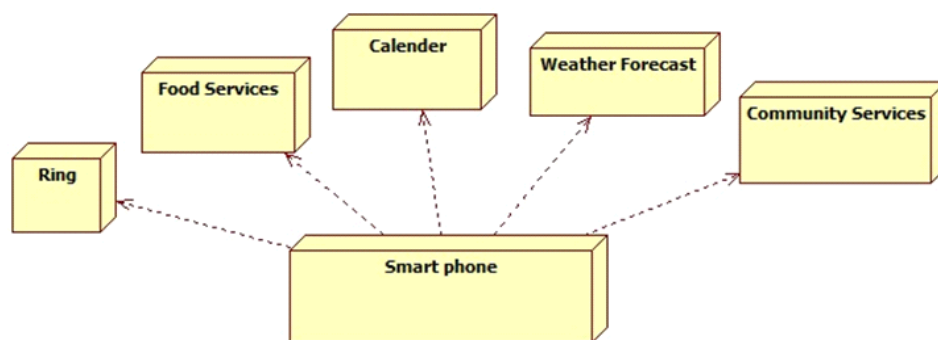 Calender
Food Services
Weather Forecast
Community Services
Ring
Smart phone